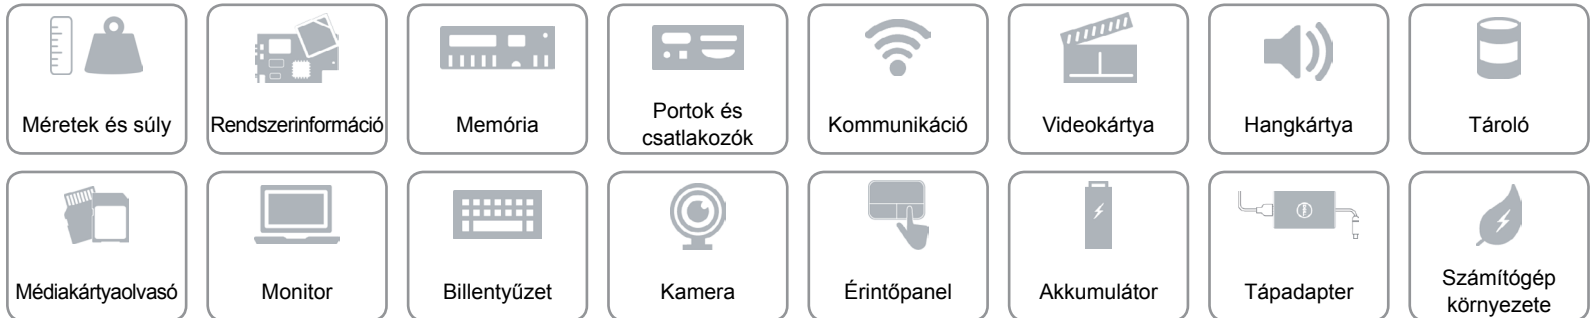 Méretek és súly
Rendszerinformáció
Memória
Portok és
csatlakozók
Kommunikáció
Videokártya
Hangkártya
Tároló
Médiakártyaolvasó
Monitor
Billentyűzet
Kamera
Érintőpanel
Akkumulátor
Tápadapter
Számítógép
környezete